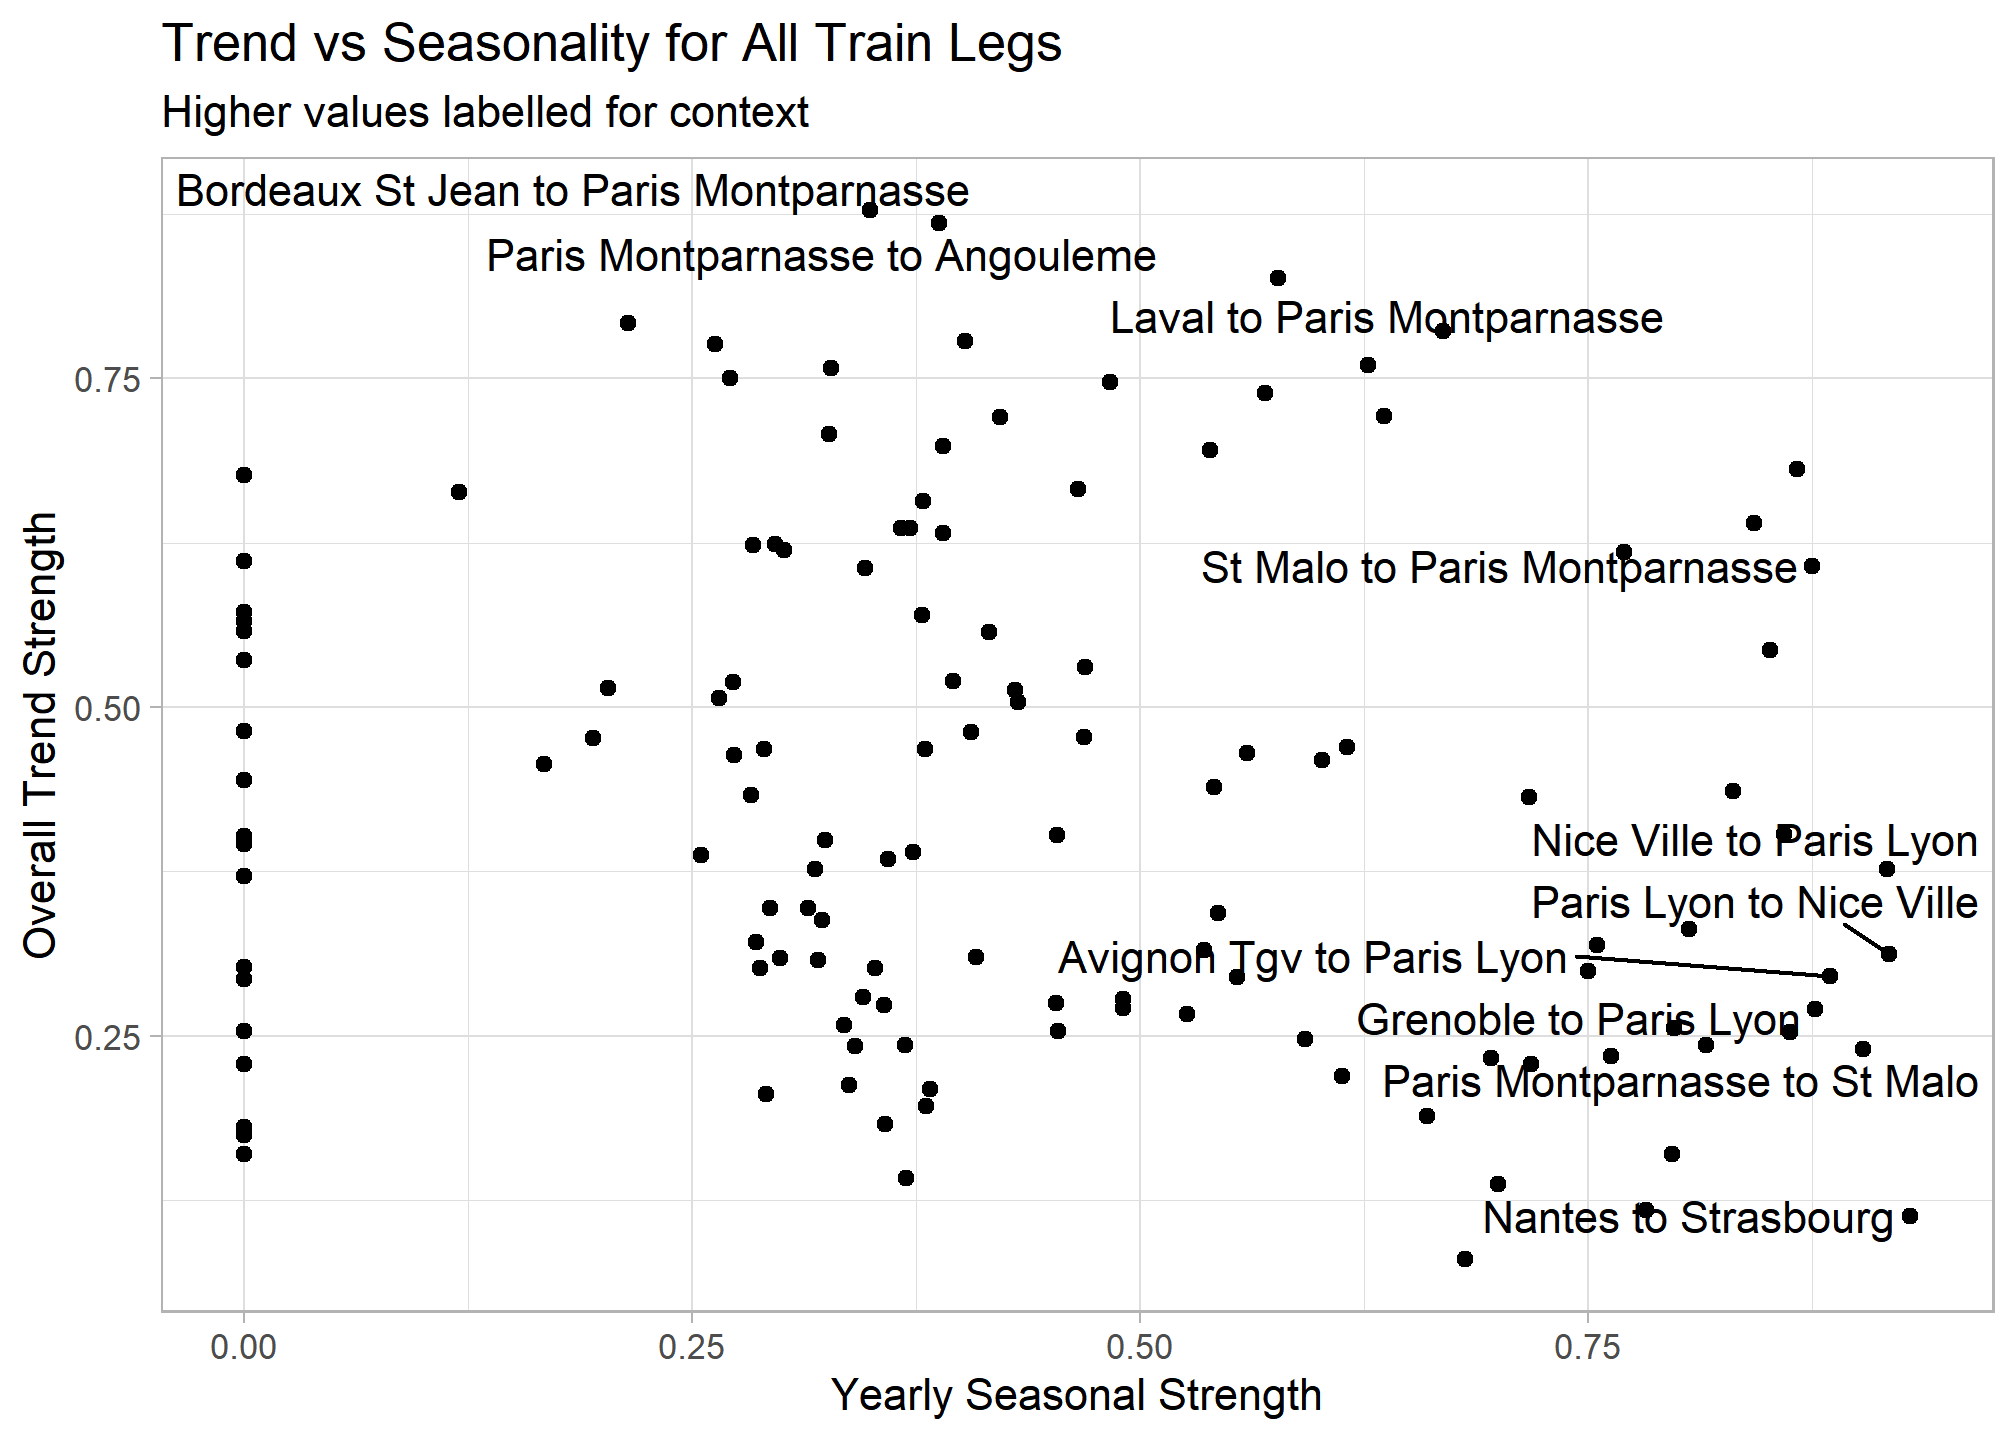 Trend vs Seasonality for All Train Legs
Higher values labelled for context
Bordeaux St Jean to Paris Montparnasse
Paris Montparnasse to Angouleme
Laval to Paris Montparnasse
0.75
St Malo to Paris Montparnasse
Overall Trend Strength
0.50
Nice Ville to Paris Lyon
Paris Lyon to Nice Ville
Avignon Tgv to Paris Lyon
Grenoble to Paris Lyon
0.25
Paris Montparnasse to St Malo
Nantes to Strasbourg
0.00
0.25
0.50
0.75
Yearly Seasonal Strength